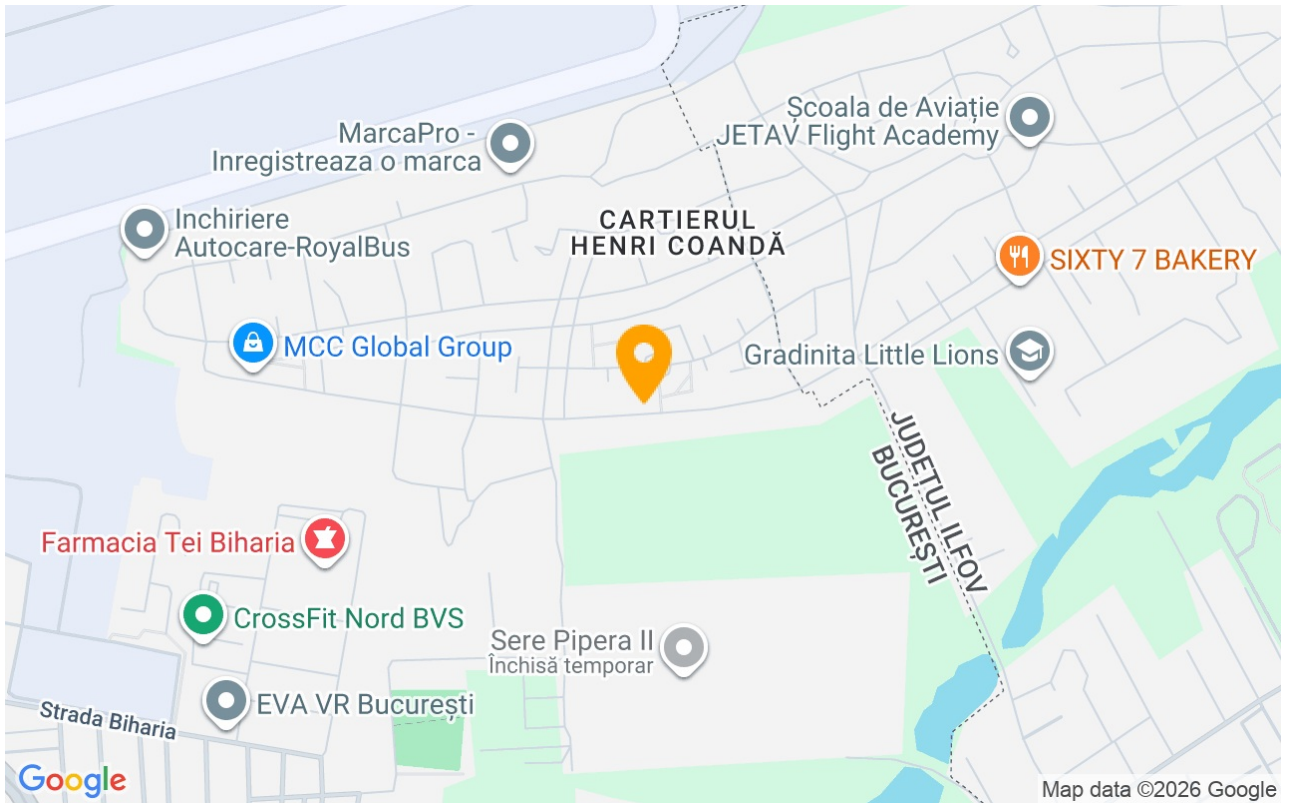 Școala de Aviație
JETAV Flight Academy
MarcaPro -
Inregistreaza o marca
Inchiriere
Autocare-RoyalBus
CARTIERUL
HENRI COANDĂ
SIXTY 7 BAKERY
MCC Global Group
Gradinita Little Lions
JUDEȚUL ILFOV
BUCUREȘTI
Farmacia Tei Biharia
CrossFit Nord BVS
Sere Pipera II
Închisă temporar
EVA VR București
Strada Biharia
Google
Map data ©2026 Google